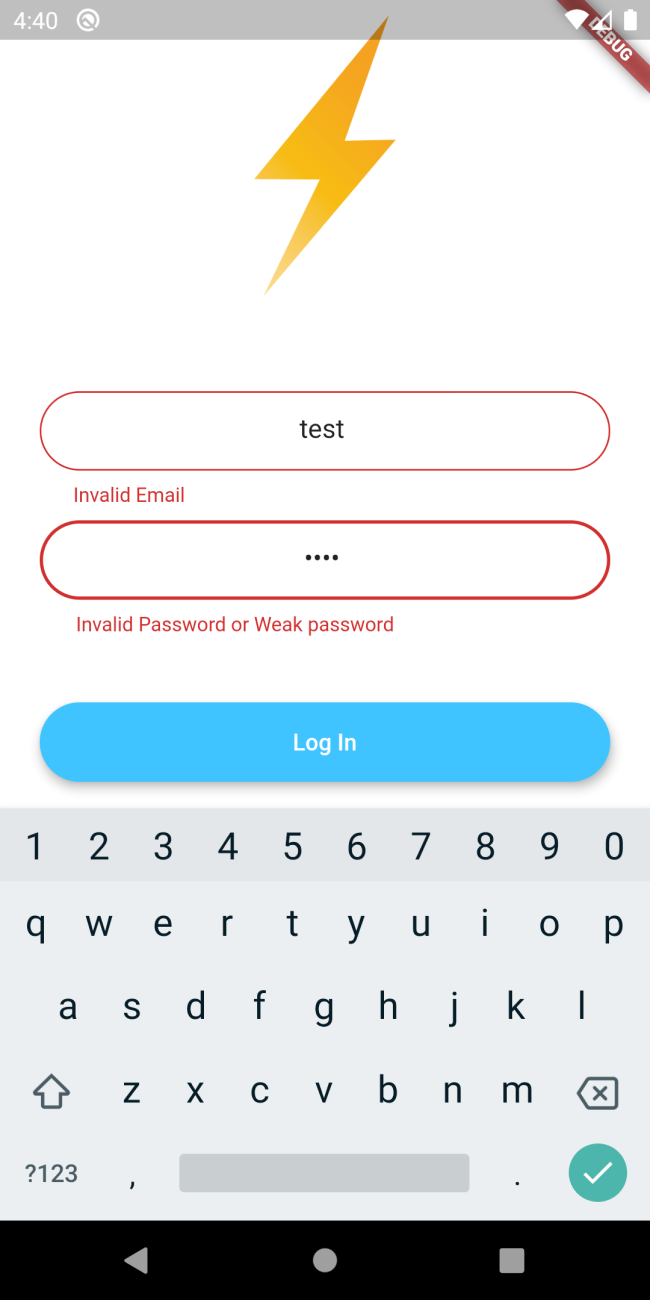 4:40
DEBUG
test
Invalid Email
••••
Invalid Password or Weak password
Log In
1 2 3 4 5 6 7 8 9 0
q w e r t y u i o p
a s d f g h j k l
z x c v b n m
?123 , .